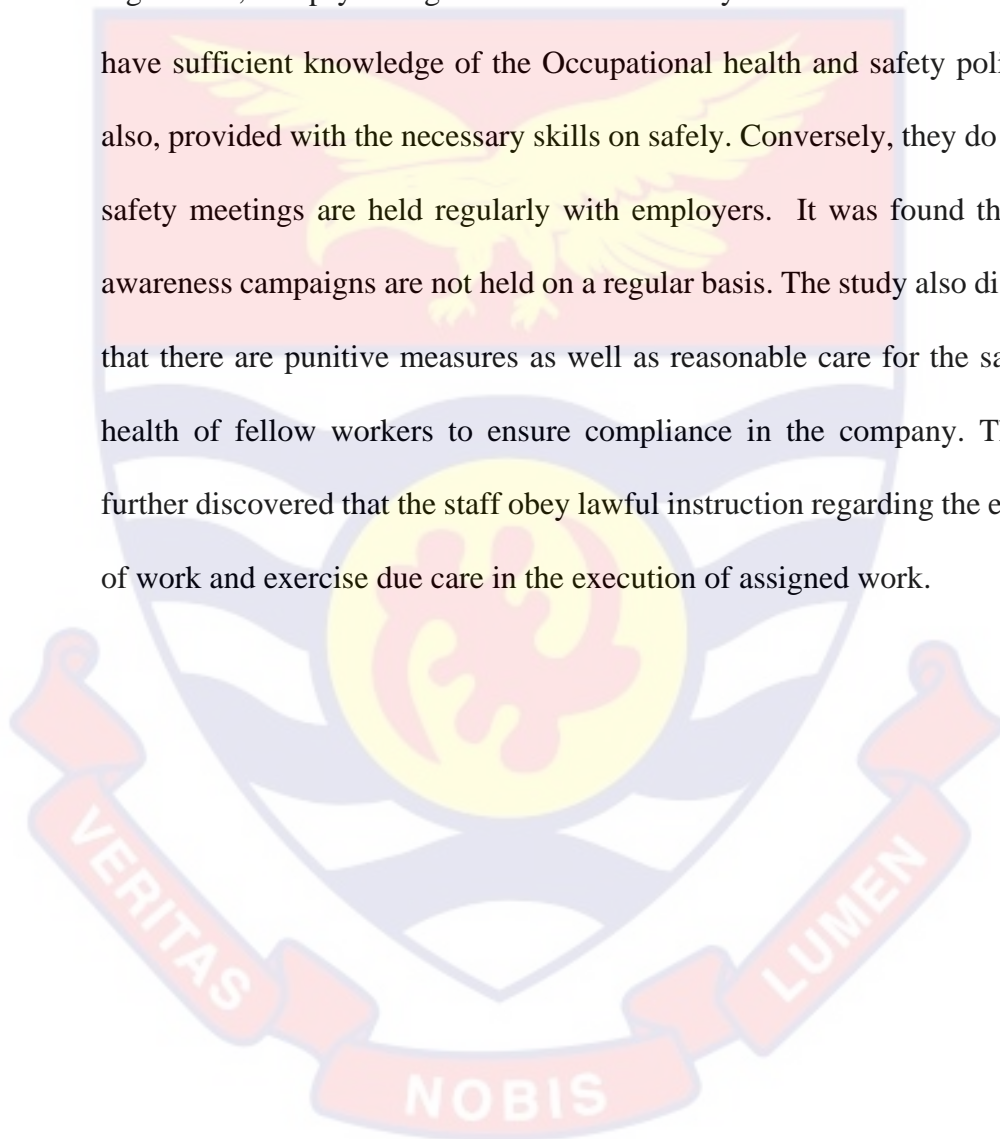 have sufficient knowledge of the Occupational health and safety poli
also, provided with the necessary skills on safely. Conversely, they do
safety meetings are held regularly with employers. It was found th
awareness campaigns are not held on a regular basis. The study also di
that there are punitive measures as well as reasonable care for the sa
health of fellow workers to ensure compliance in the company. T
further discovered that the staff obey lawful instruction regarding the e
of work and exercise due care in the execution of assigned work.
VERITAS
NOBIS
LUMEN